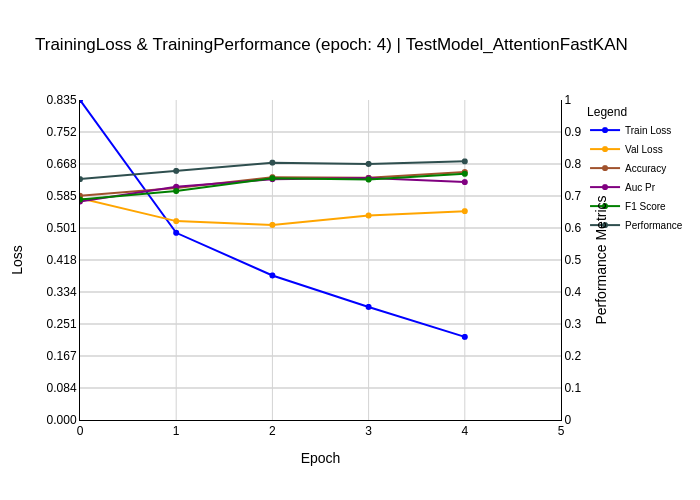 TrainingLoss & TrainingPerformance (epoch: 4) | TestModel_AttentionFastKAN
0.835
0.752
0.668
0.585
0.501
0.418
0.334
0.251
0.167
0.084
0.000
Loss
0
1
2
3
4
5
Epoch
1
0.9
0.8
0.7
0.6
0.5
0.4
0.3
0.2
0.1
0
Performance Metrics
Legend
Train Loss
Val Loss
Accuracy
Auc Pr
F1 Score
Performance